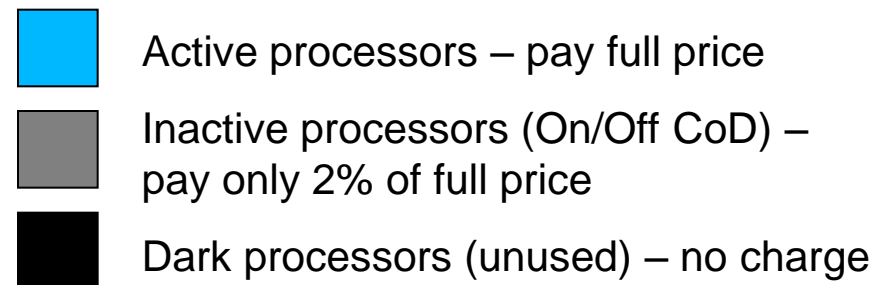 Active processors – pay full price
Inactive processors (On/Off CoD) –
pay only 2% of full price
Dark processors (unused) – no charge